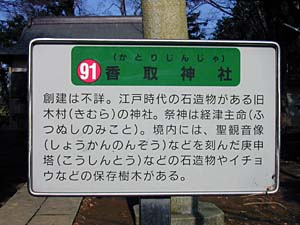 (かとりじんじゃ)
91 香取神社
創建は不詳。江戸時代の石造物がある旧
木村(きむら)の神社。祭神は経津主命(ふ
つぬしのみこと)。境内には、聖観音像
(しょうかんのんぞう)などを刻んだ庚申
塔(こうしんとう)などの石造物やイチョ
ウなどの保存樹木がある。